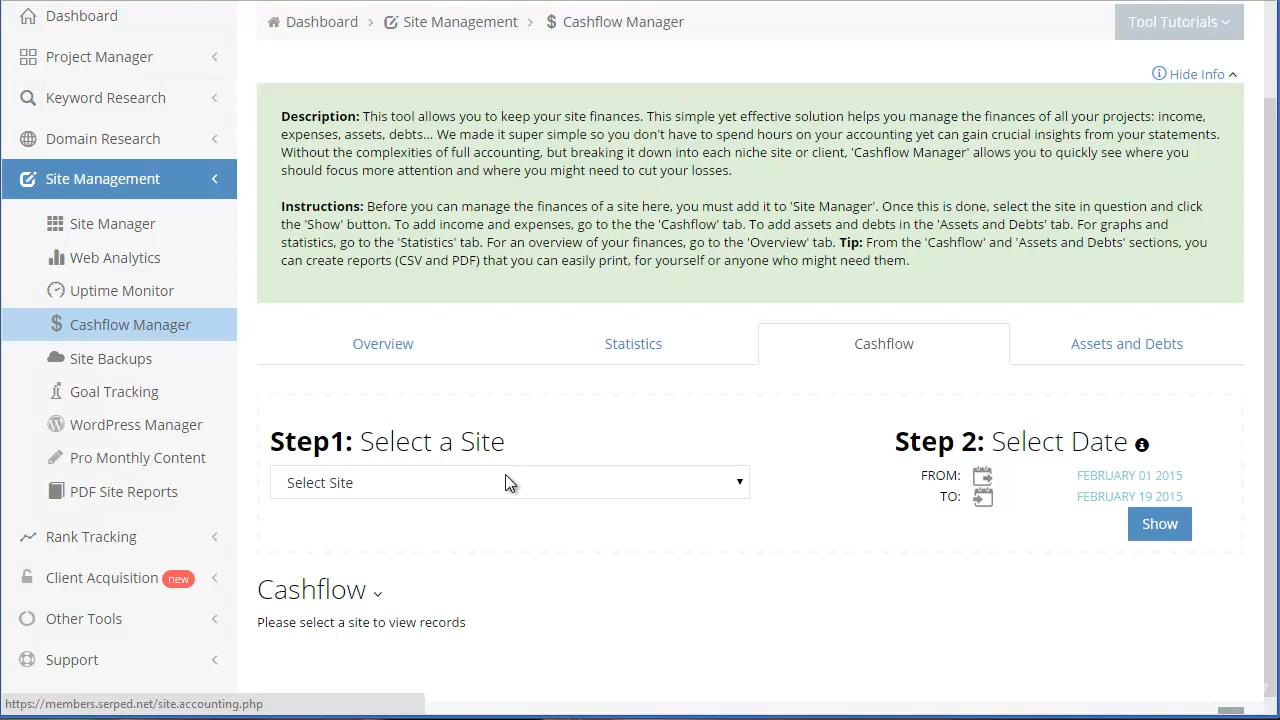 Dashboard
Project Manager
Keyword Research
Domain Research
Site Management
Site Manager
Web Analytics
Uptime Monitor
Cashflow Manager
Site Backups
Goal Tracking
WordPress Manager
Pro Monthly Content
PDF Site Reports
Rank Tracking
Client Acquisition new
Other Tools
Support
Dashboard > Site Management > $ Cashflow Manager
Tool Tutorials
Hide Info
Description: This tool allows you to keep your site finances. This simple yet effective solution helps you manage the finances of all your projects: income,
expenses, assets, debts... We made it super simple so you don't have to spend hours on your accounting yet can gain crucial insights from your statements.
Without the complexities of full accounting, but breaking it down into each niche site or client, 'Cashflow Manager' allows you to quickly see where you
should focus more attention and where you might need to cut your losses.
Instructions: Before you can manage the finances of a site here, you must add it to 'Site Manager'. Once this is done, select the site in question and click
the 'Show' button. To add income and expenses, go to the the 'Cashflow' tab. To add assets and debts in the 'Assets and Debts' tab. For graphs and
statistics, go to the 'Statistics' tab. For an overview of your finances, go to the 'Overview' tab. Tip: From the 'Cashflow' and 'Assets and Debts' sections, you
can create reports (CSV and PDF) that you can easily print, for yourself or anyone who might need them.
Overview
Statistics
Cashflow
Assets and Debts
Step1: Select a Site
Select Site
Step 2: Select Date
FROM: FEBRUARY 01 2015
TO: FEBRUARY 19 2015
Show
Cashflow
Please select a site to view records
https://members.serped.net/site.accounting.php